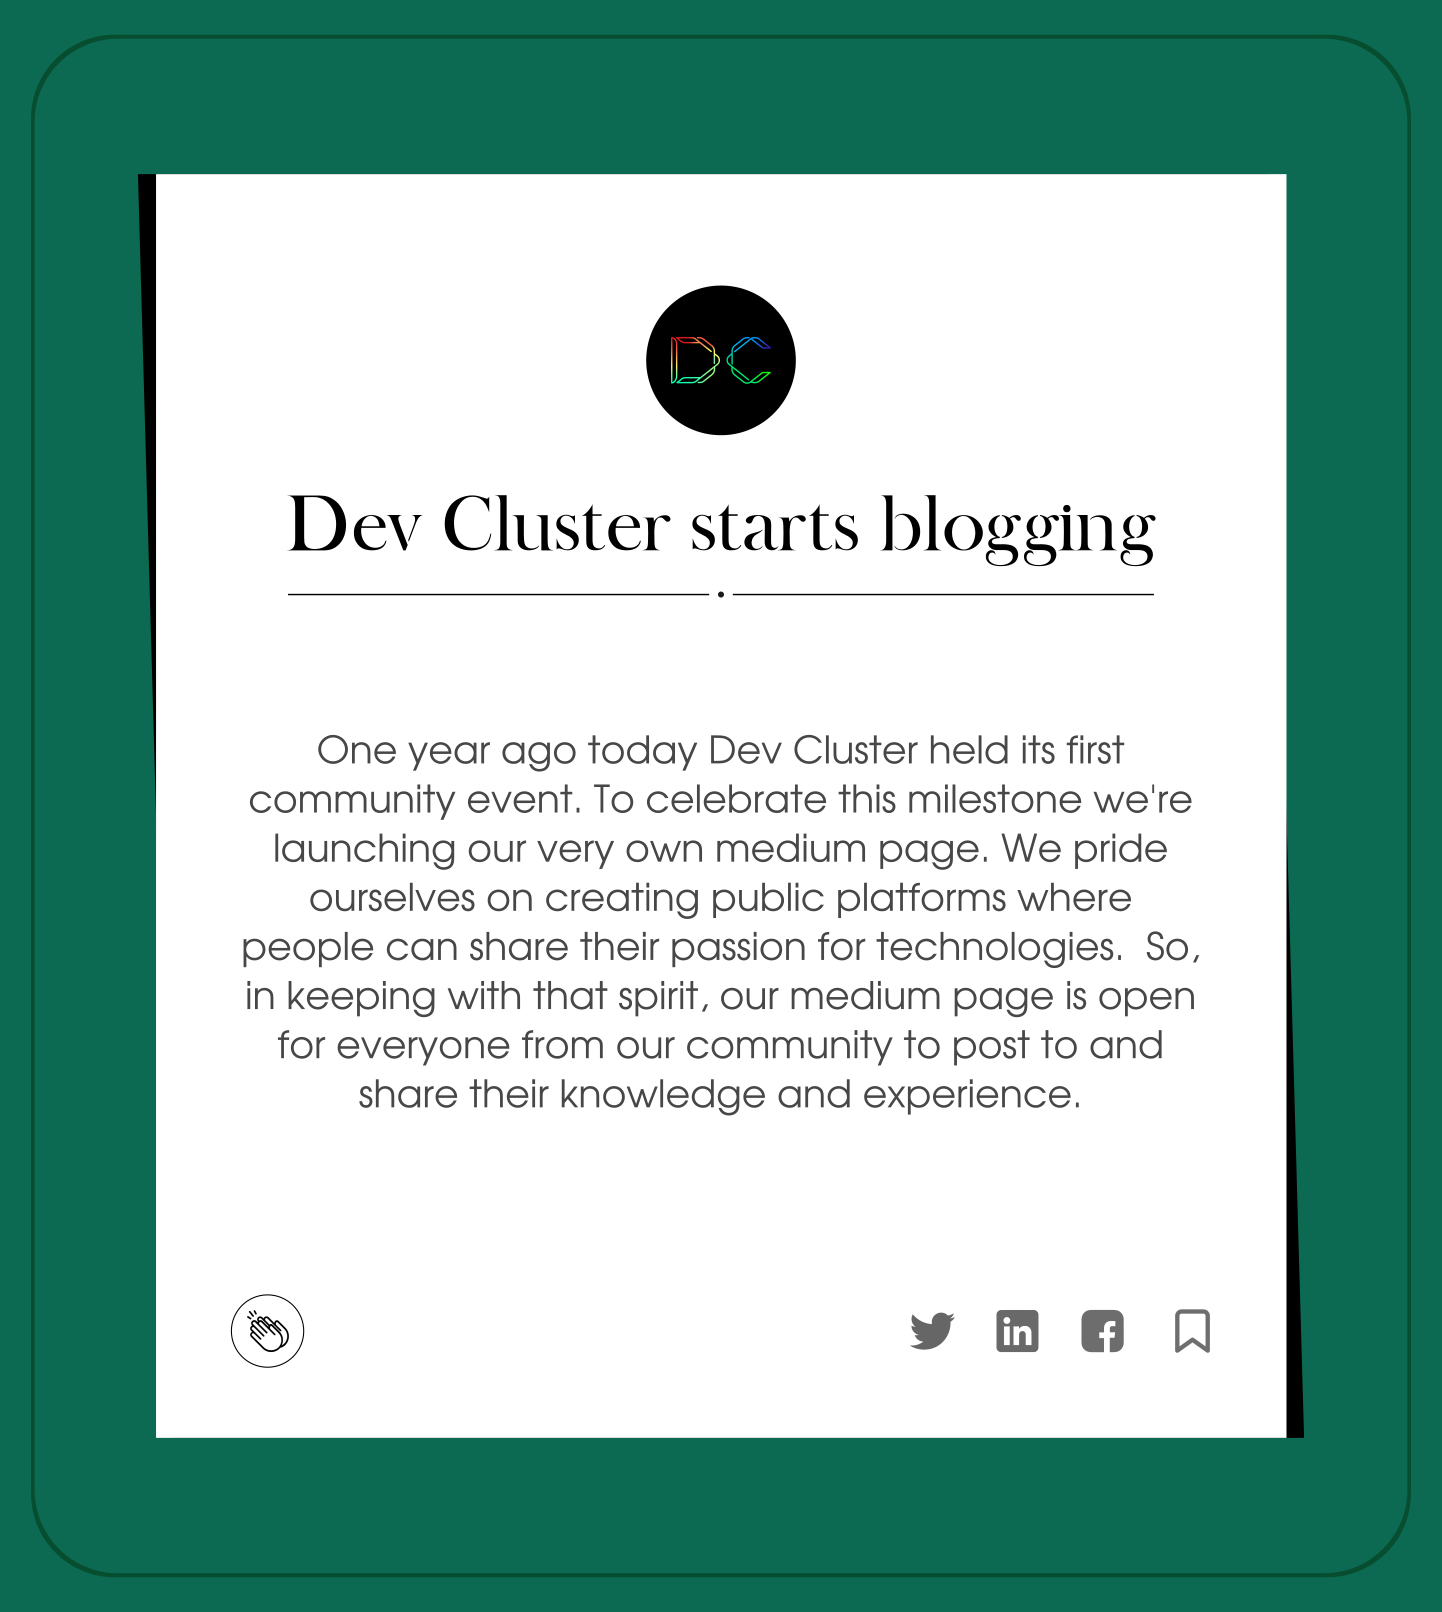 DC
Dev Cluster starts blogging
One year ago today Dev Cluster held its first
community event. To celebrate this milestone we're
launching our very own medium page. We pride
ourselves on creating public platforms where
people can share their passion for technologies.  So,
in keeping with that spirit, our medium page is open
for everyone from our community to post to and
share their knowledge and experience.
in f